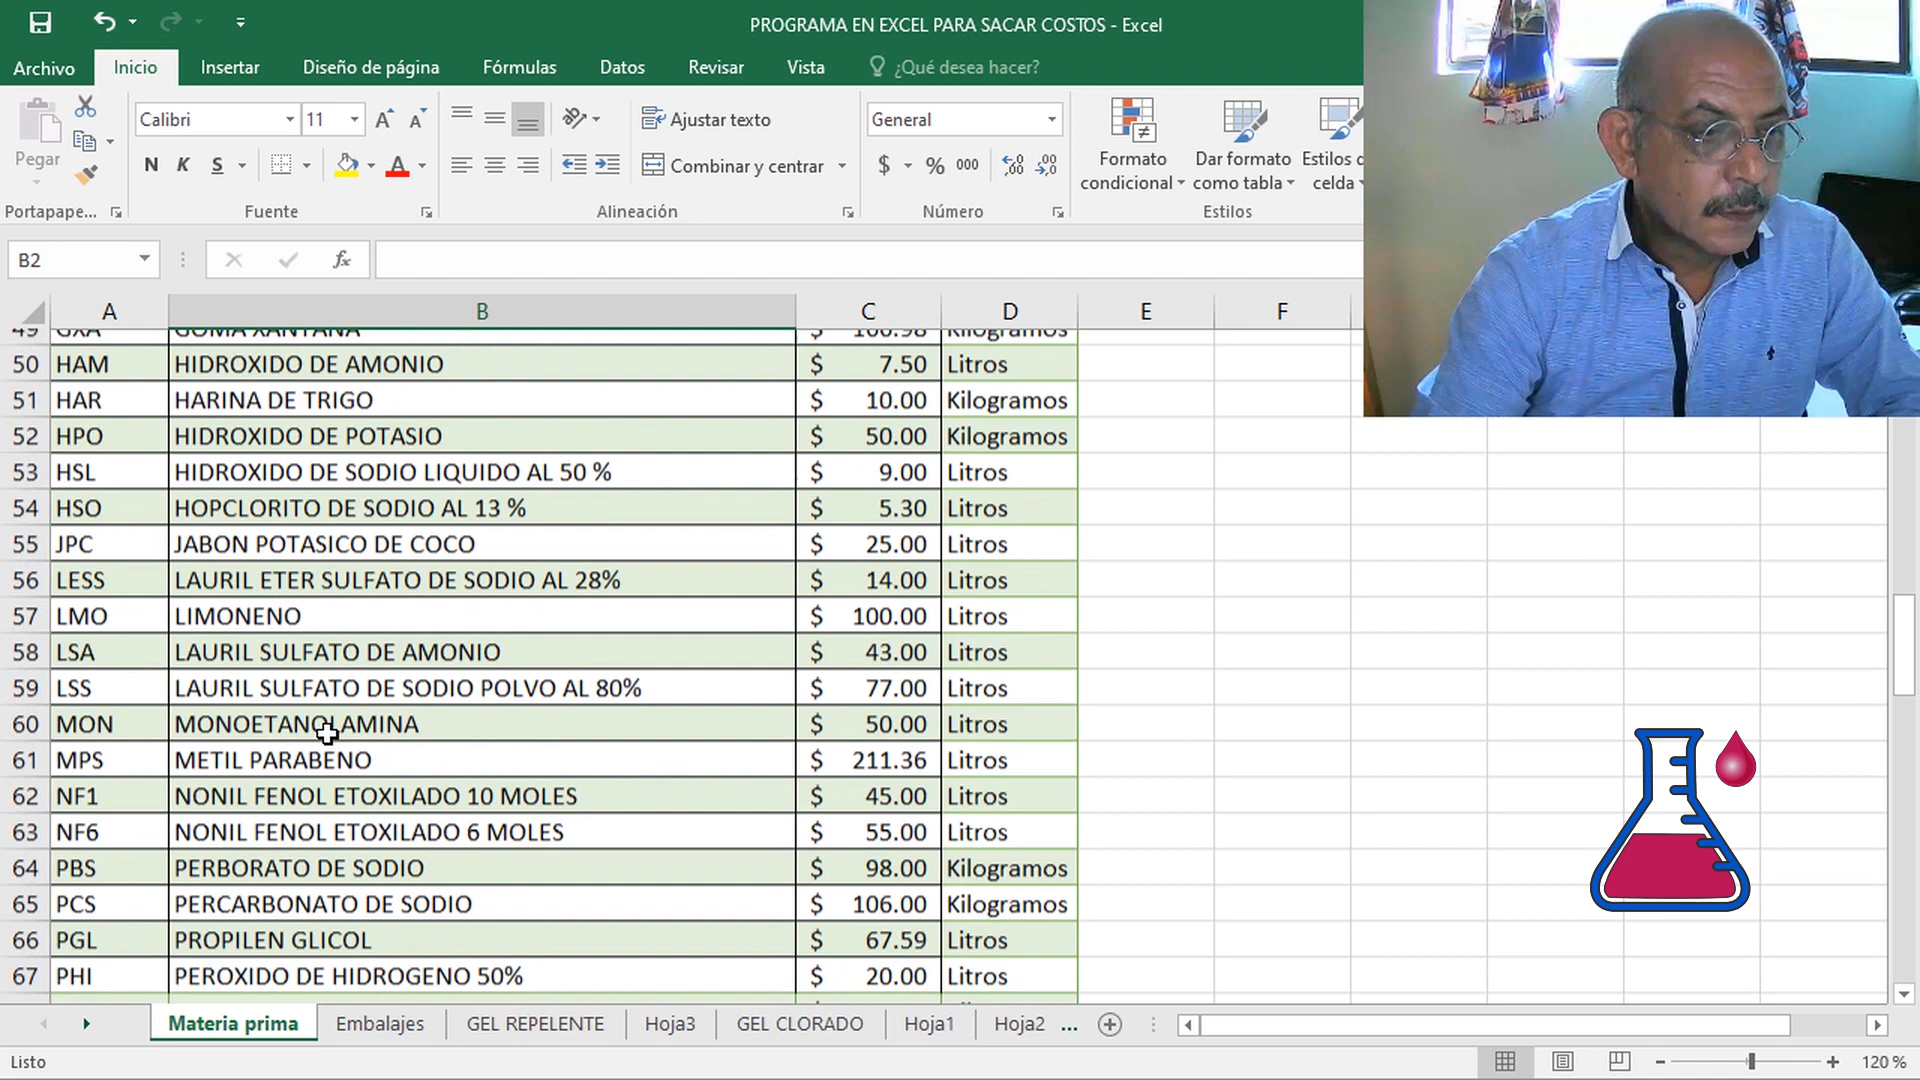 PROGRAMA EN EXCEL PARA SACAR COSTOS - Excel
Archivo Inicio Insertar Diseño de página Fórmulas Datos Revisar Vista ¿Qué desea hacer?
Pegar
Calibri 11
N K S
Ajustar texto
Combinar y centrar
General
$ % 000
Formato condicional
Dar formato como tabla
Estilos celda
Portapape... Fuente Alineación Número Estilos
B2 fx
A B C D E F
49 GXA GOMA XANTANA $ 100.98 Kilogramos
50 HAM HIDROXIDO DE AMONIO $ 7.50 Litros
51 HAR HARINA DE TRIGO $ 10.00 Kilogramos
52 HPO HIDROXIDO DE POTASIO $ 50.00 Kilogramos
53 HSL HIDROXIDO DE SODIO LIQUIDO AL 50 % $ 9.00 Litros
54 HSO HOPCLORITO DE SODIO AL 13 % $ 5.30 Litros
55 JPC JABON POTASICO DE COCO $ 25.00 Litros
56 LESS LAURIL ETER SULFATO DE SODIO AL 28% $ 14.00 Litros
57 LMO LIMONENO $ 100.00 Litros
58 LSA LAURIL SULFATO DE AMONIO $ 43.00 Litros
59 LSS LAURIL SULFATO DE SODIO POLVO AL 80% $ 77.00 Litros
60 MON MONOETANOLAMINA $ 50.00 Litros
61 MPS METIL PARABENO $ 211.36 Litros
62 NF1 NONIL FENOL ETOXILADO 10 MOLES $ 45.00 Litros
63 NF6 NONIL FENOL ETOXILADO 6 MOLES $ 55.00 Litros
64 PBS PERBORATO DE SODIO $ 98.00 Kilogramos
65 PCS PERCARBONATO DE SODIO $ 106.00 Kilogramos
66 PGL PROPILEN GLICOL $ 67.59 Litros
67 PHI PEROXIDO DE HIDROGENO 50% $ 20.00 Litros
Materia prima Embalajes GEL REPELENTE Hoja3 GEL CLORADO Hoja1 Hoja2 ...
Listo 120 %